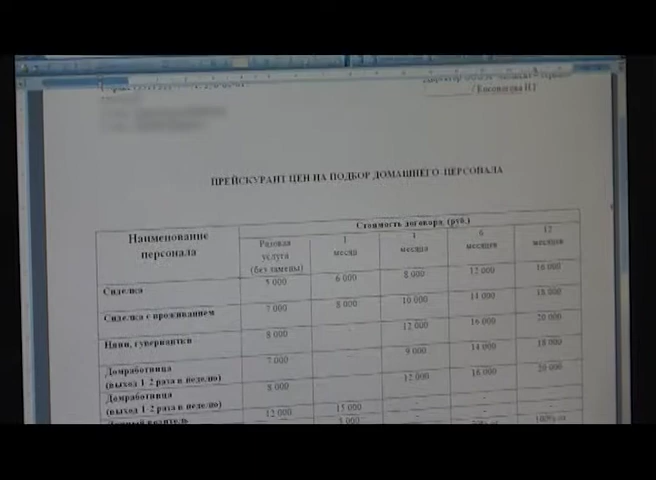 ПРЕЙСКУРАНТ ЦЕН НА ПОДБОР ДОМАШНЕГО ПЕРСОНАЛА
Наименование персонала
Стоимость договора (руб.)
Разовая услуга (без замены)
1 месяц
месяца
6 месяцев
12 месяцев
Сиделка 5 000 6 000 8 000 12 000 16 000
Сиделка с проживанием 7 000 8 000 10 000 14 000 18 000
Няни, гувернантки 8 000 - 12 000 16 000 20 000
Домработница 7 000 9 000 14 000 18 000
(выход 1-2 раза в неделю)
Домработница 8 000 12 000 16 000 20 000
(выход 1-2 раза в неделю) 12 000 15 000 - - -
водитель